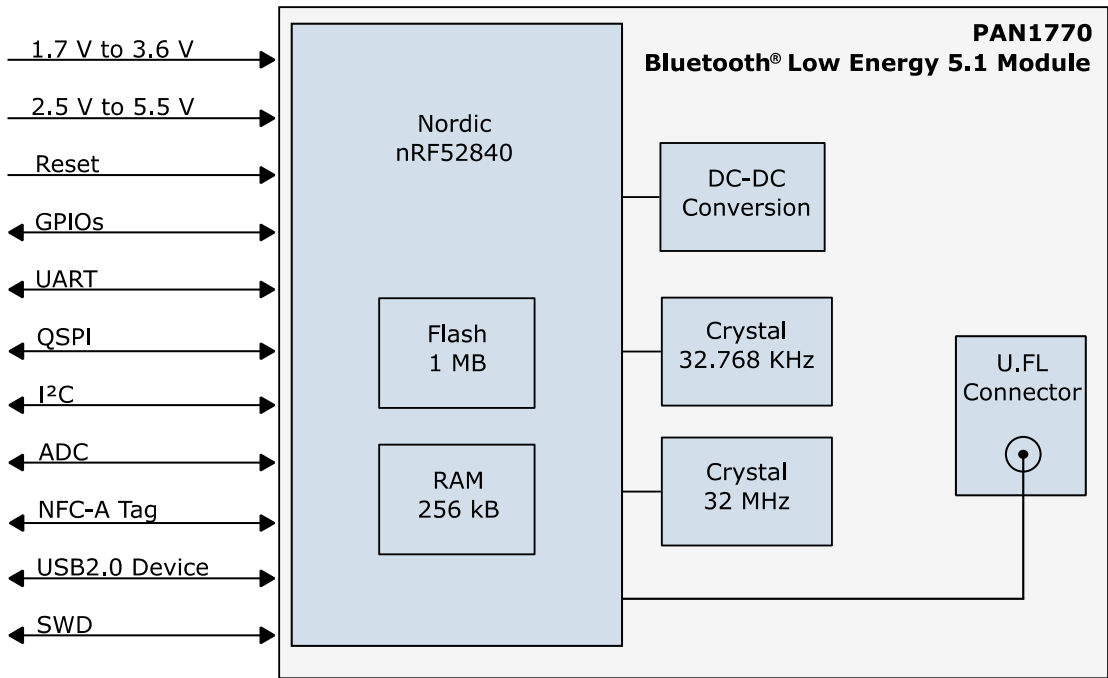 PAN1770
Bluetooth® Low Energy 5.1 Module
1.7 V to 3.6 V
2.5 V to 5.5 V
Reset
GPIOs
UART
QSPI
I²C
ADC
NFC-A Tag
USB2.0 Device
SWD
Nordic
nRF52840
Flash
1 MB
RAM
256 kB
DC-DC
Conversion
Crystal
32.768 KHz
Crystal
32 MHz
U.FL
Connector